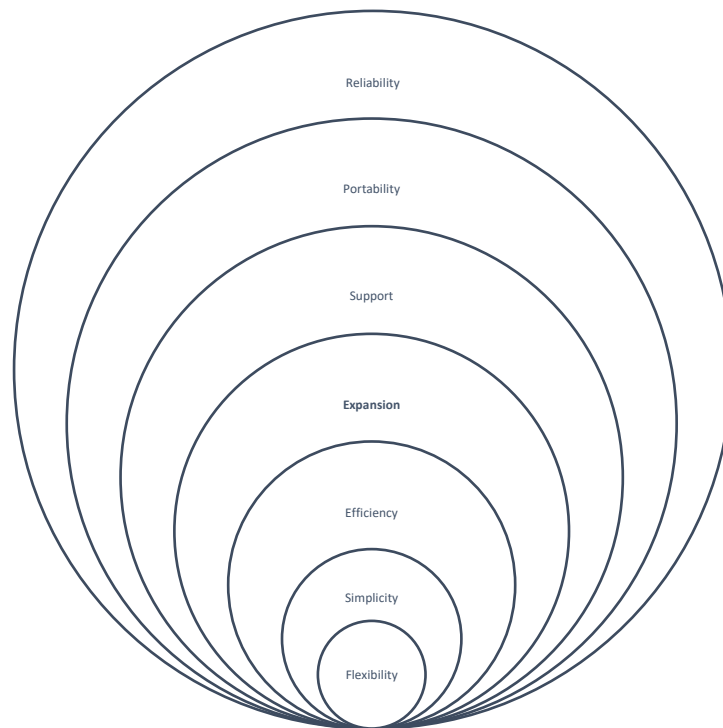 Reliability
Portability
Support
Expansion
Efficiency
Simplicity
Flexibility